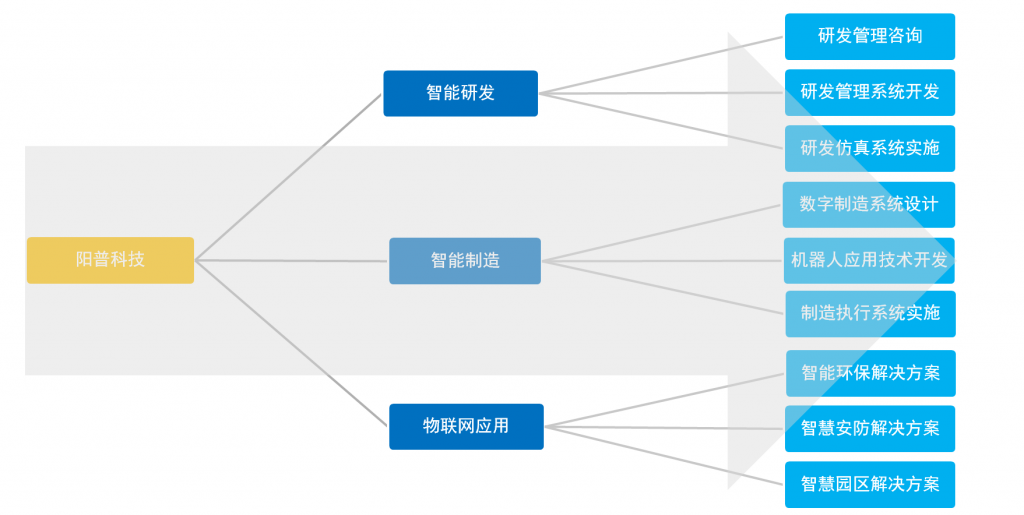 阳普科技
智能研发
研发管理咨询
研发管理系统开发
研发仿真系统实施
智能制造
数字制造系统设计
机器人应用技术开发
制造执行系统实施
物联网应用
智能环保解决方案
智慧安防解决方案
智慧园区解决方案